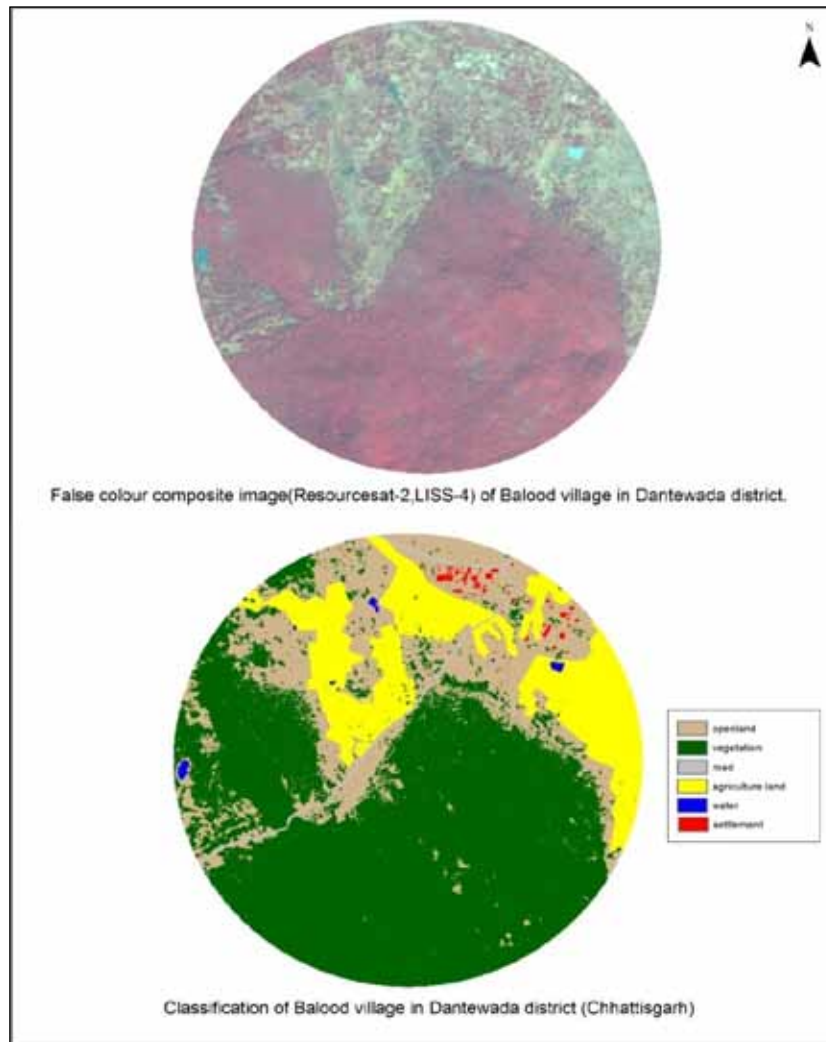 N
False colour composite image(Resourcesat-2,LISS-4) of Balood village in Dantewada district.
openland
vegetation
road
agriculture land
water
settlement
Classification of Balood village in Dantewada district (Chhattisgarh)